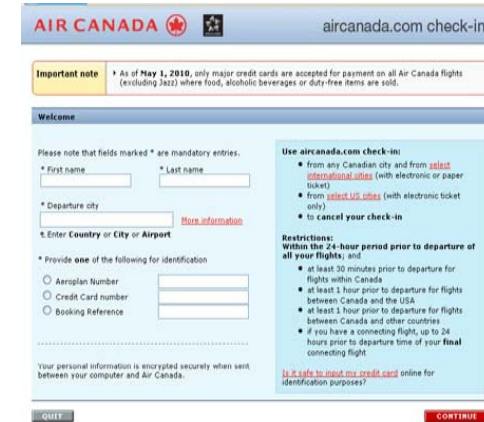 AIR CANADA
aircanada.com check-in
Important note
As of May 1, 2010, only major credit cards are accepted for payment on all Air Canada flights
(excluding Jazz) where food, alcoholic beverages or duty-free items are sold.
Welcome
Please note that fields marked * are mandatory entries.
* First name
* Last name
* Departure city
More information
Enter Country or City or Airport
* Provide one of the following for identification
Aeroplan Number
Credit Card number
Booking Reference
Your personal information is encrypted securely when sent
between your computer and Air Canada.
Use aircanada.com check-in:
from any Canadian city and from select
international cities (with electronic or paper
ticket)
from select US cities (with electronic ticket
only)
to cancel your check-in
Restrictions:
Within the 24-hour period prior to departure of
all your flights; and
at least 30 minutes prior to departure for
flights within Canada
at least 1 hour prior to departure for flights
between Canada and the USA
at least 1 hour prior to departure for flights
between Canada and other countries
if you have a connecting flight, up to 24
hours prior to departure time of your final
connecting flight
Is it safe to input my credit card online for
identification purposes?
QUIT
CONTINUE